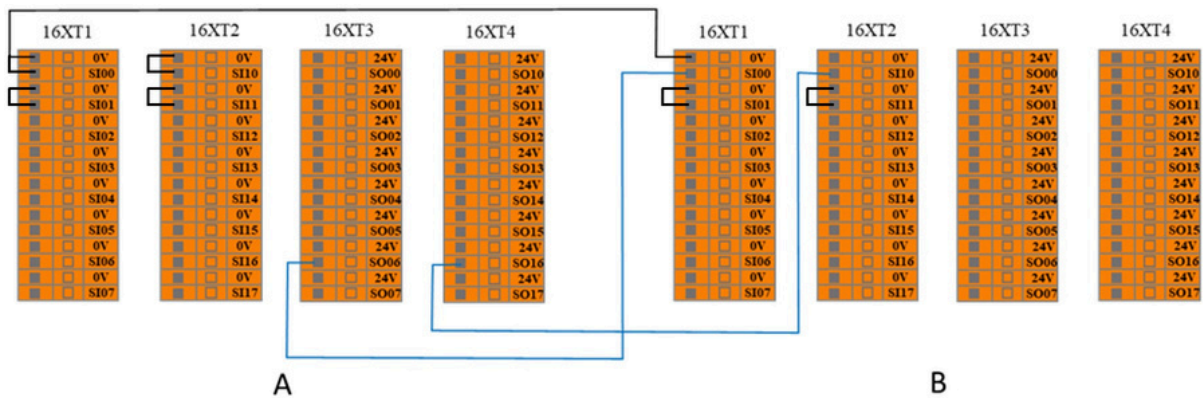 16XT1 16XT2 16XT3 16XT4 16XT1 16XT2 16XT3 16XT4
0V 0V 24V 24V 0V 0V 24V 24V
SI00 SI10 SO00 SO10 SI00 SI10 SO00 SO10
0V 0V 24V 24V 0V 0V 24V 24V
SI01 SI11 SO01 SO11 SI01 SI11 SO01 SO11
0V 0V 24V 24V 0V 0V 24V 24V
SI02 SI12 SO02 SO12 SI02 SI12 SO02 SO12
0V 0V 24V 24V 0V 0V 24V 24V
SI03 SI13 SO03 SO13 SI03 SI13 SO03 SO13
0V 0V 24V 24V 0V 0V 24V 24V
SI04 SI14 SO04 SO14 SI04 SI14 SO04 SO14
0V 0V 24V 24V 0V 0V 24V 24V
SI05 SI15 SO05 SO15 SI05 SI15 SO05 SO15
0V 0V 24V 24V 0V 0V 24V 24V
SI06 SI16 SO06 SO16 SI06 SI16 SO06 SO16
0V 0V 24V 24V 0V 0V 24V 24V
SI07 SI17 SO07 SO17 SI07 SI17 SO07 SO17
A B